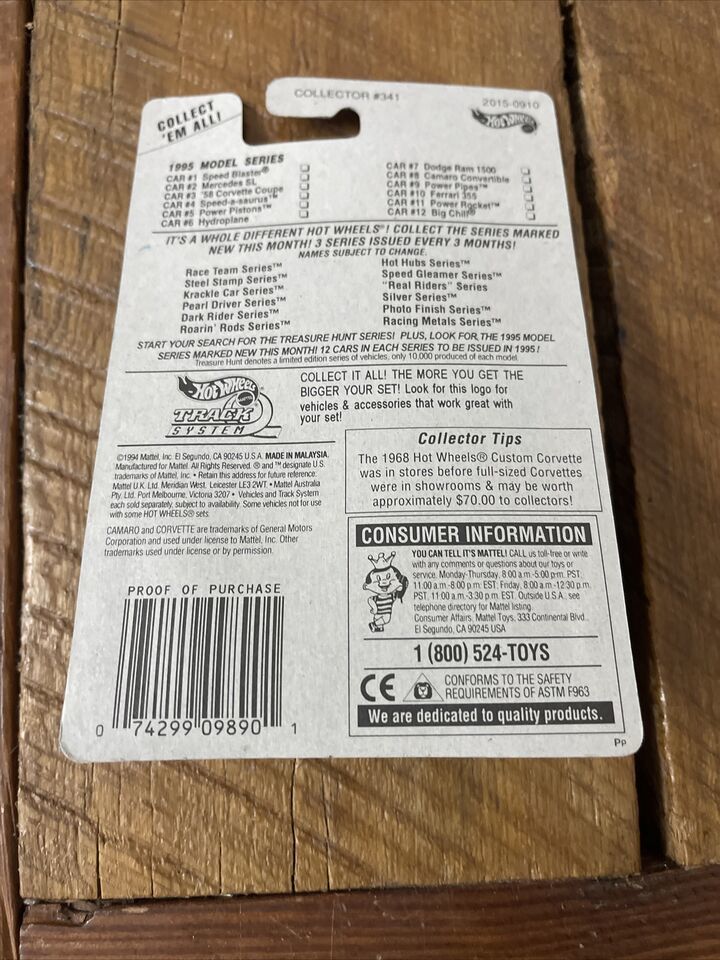 COLLECT
'EM ALL!
COLLECTOR #341
2015-0910
Hot Wheels
1995 MODEL SERIES
CAR #1 Speed Blaster®
CAR #2 Mercedes SL
CAR #3 '58 Corvette Coupe
CAR #4 Speed-a-saurus™
CAR #5 Power Pistons™
CAR #6 Hydroplane
CAR #7 Dodge Ram 1500
CAR #8 Camaro Convertible
CAR #9 Power Pipes™
CAR #10 Ferrari 355
CAR #11 Power Rocket™
CAR #12 Big Chill®
IT'S A WHOLE DIFFERENT HOT WHEELS®! COLLECT THE SERIES MARKED
NEW THIS MONTH! 3 SERIES ISSUED EVERY 3 MONTHS!
NAMES SUBJECT TO CHANGE.
Race Team Series™
Steel Stamp Series™
Krackle Car Series™
Pearl Driver Series™
Dark Rider Series™
Roarin' Rods Series™
Hot Hubs Series™
Speed Gleamer Series™
"Real Riders" Series
Silver Series™
Photo Finish Series™
Racing Metals Series™
START YOUR SEARCH FOR THE TREASURE HUNT SERIES! PLUS, LOOK FOR THE 1995 MODEL
SERIES MARKED NEW THIS MONTH! 12 CARS IN EACH SERIES TO BE ISSUED IN 1995!
Treasure Hunt denotes a limited edition series of vehicles, only 10,000 produced of each model.
Hot Wheels
MATTEL
TRACK
SYSTEM
COLLECT IT ALL! THE MORE YOU GET THE
BIGGER YOUR SET! Look for this logo for
vehicles & accessories that work great with
your set!
©1994 Mattel, Inc. El Segundo, CA 90245 U.S.A. MADE IN MALAYSIA.
Manufactured for Mattel. All Rights Reserved. ® and ™ designate U.S.
trademarks of Mattel, Inc. • Retain this address for future reference:
Mattel U.K. Ltd. Meridian West. Leicester LE3 2WT. • Mattel Australia
Pty. Ltd. Port Melbourne, Victoria 3207 • Vehicles and Track System
each sold separately, subject to availability. Some vehicles not for use
with some HOT WHEELS® sets.
CAMARO and CORVETTE are trademarks of General Motors
Corporation and used under license to Mattel, Inc. Other
trademarks used under license or by permission.
Collector Tips
The 1968 Hot Wheels® Custom Corvette
was in stores before full-sized Corvettes
were in showrooms & may be worth
approximately $70.00 to collectors!
CONSUMER INFORMATION
YOU CAN TELL IT'S MATTEL! CALL us toll-free or write
with any comments or questions about our toys or
service. Monday-Thursday, 8:00 a.m.-5:00 p.m. PST,
11:00 a.m.-8:00 p.m. EST. Friday, 8:00 a.m.-12:30 p.m.
PST, 11:00 a.m.-3:30 p.m. EST. Outside U.S.A. see
telephone directory for Mattel listing.
Consumer Affairs. Mattel Toys, 333 Continental Blvd.,
El Segundo, CA 90245 USA
1 (800) 524-TOYS
CE
CONFORMS TO THE SAFETY
REQUIREMENTS OF ASTM F963
We are dedicated to quality products.
PROOF OF PURCHASE
0 74299 09890 1
Pp